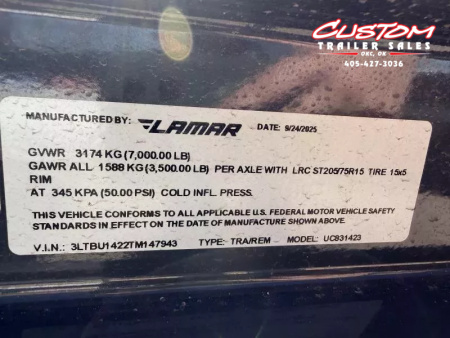 CUSTOM
TRAILER SALES
OKC, OK
405-427-3036
MANUFACTURED BY: LAMAR DATE: 9/24/2025
GVWR 3174 KG (7,000.00 LB)
GAWR ALL 1588 KG (3,500.00 LB) PER AXLE WITH LRC ST205/75R15 TIRE 15x5
RIM
AT 345 KPA (50.00 PSI) COLD INFL. PRESS.
THIS VEHICLE CONFORMS TO ALL APPLICABLE U.S. FEDERAL MOTOR VEHICLE SAFETY
STANDARDS IN EFFECT ON THE DATE OF MANUFACTURE SHOWN ABOVE.
V.I.N.: 3LTBU1422TM147943 TYPE: TRA/REM MODEL: UC831423